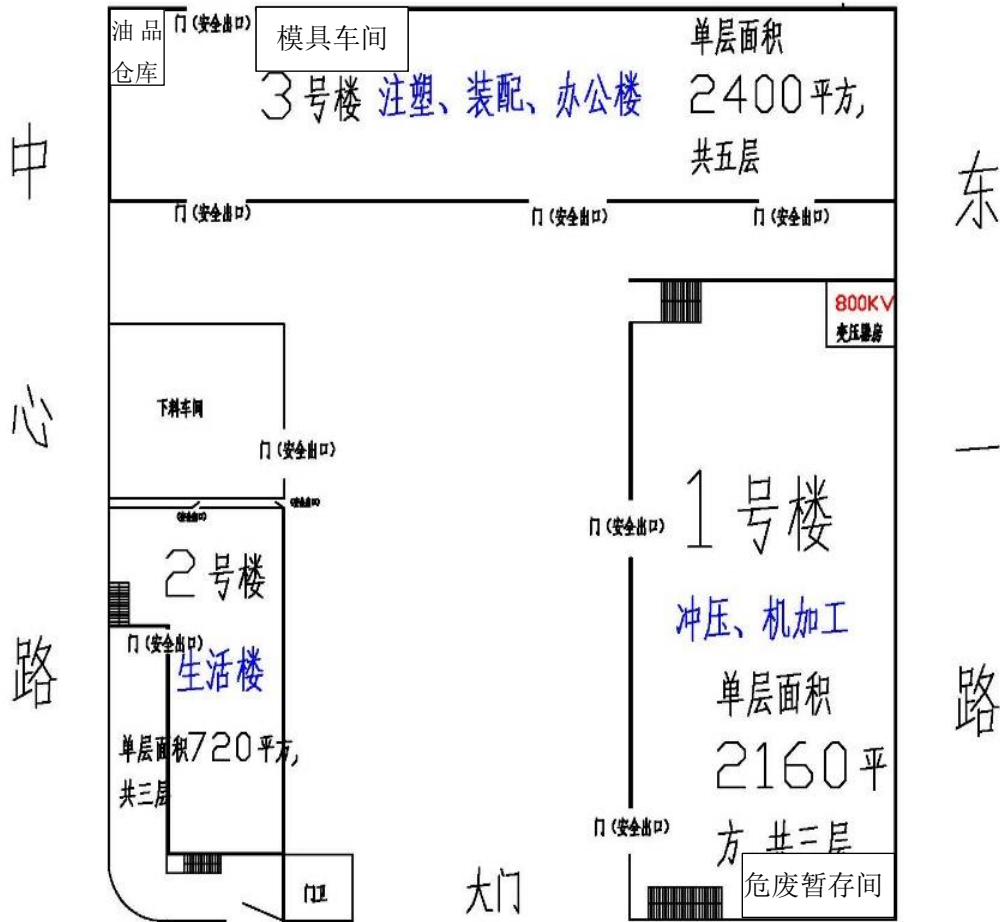 油品
仓库
门(安全出口)
模具车间
单层面积
3号楼 注塑、装配、办公楼
2400平方,
共五层
中
心
路
东
一
路
门(安全出口)
门(安全出口)
门(安全出口)
800KV
变压器房
下料车间
门(安全出口)
(安全出口)
(安全出口)
门(安全出口)
1号楼
2号楼
冲压、机加工
门(安全出口)
生活楼
单层面积
单层面积720平方,
2160平
共三层
门(安全出口)
方 共三层
危废暂存间
门卫
大门